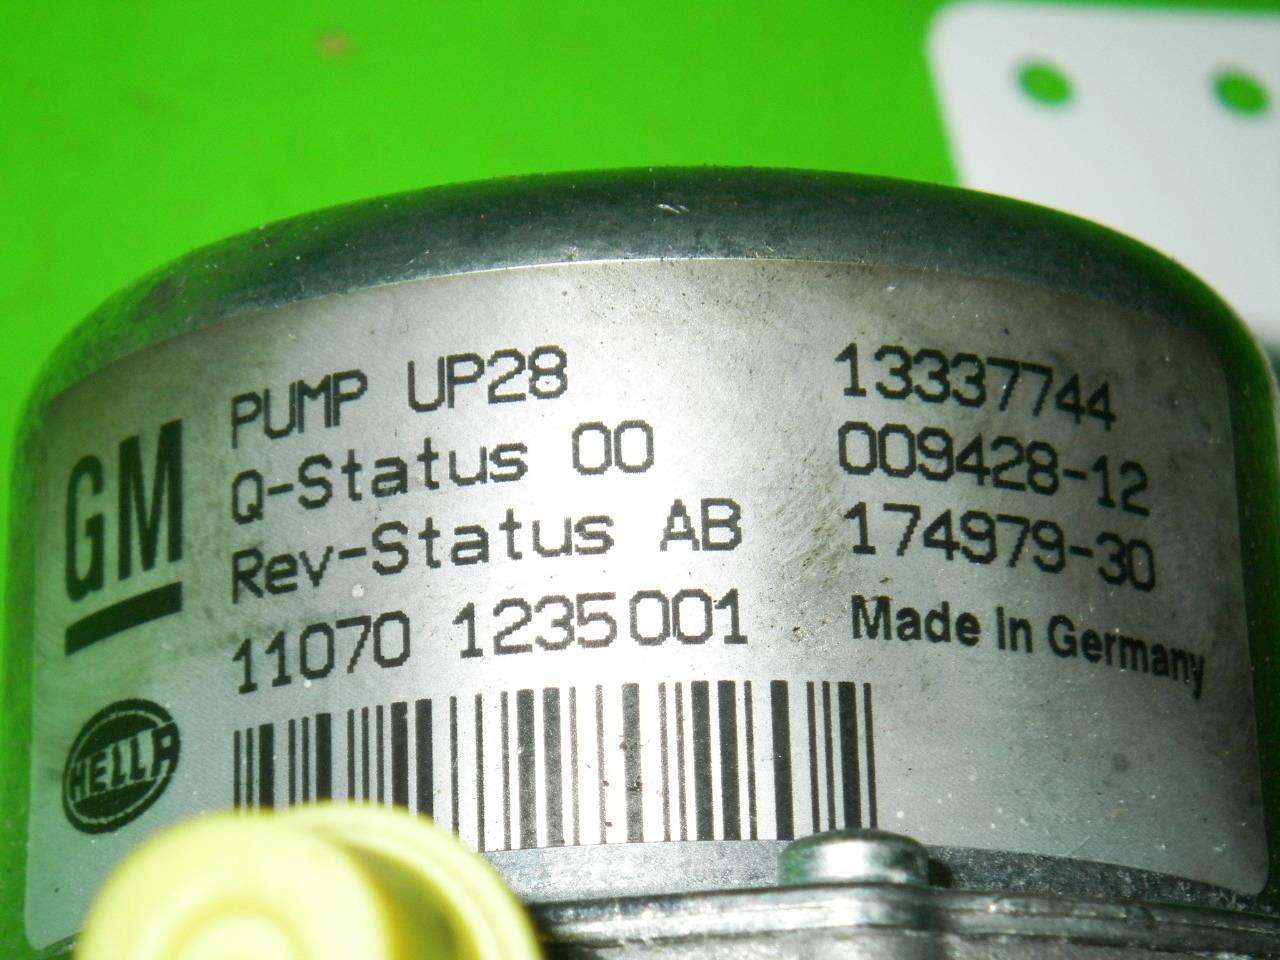 GM
PUMP UP28 13337744
Q-Status 00 009428-12
Rev-Status AB 174979-30
11070 1235001 Made In Germany
HELLA